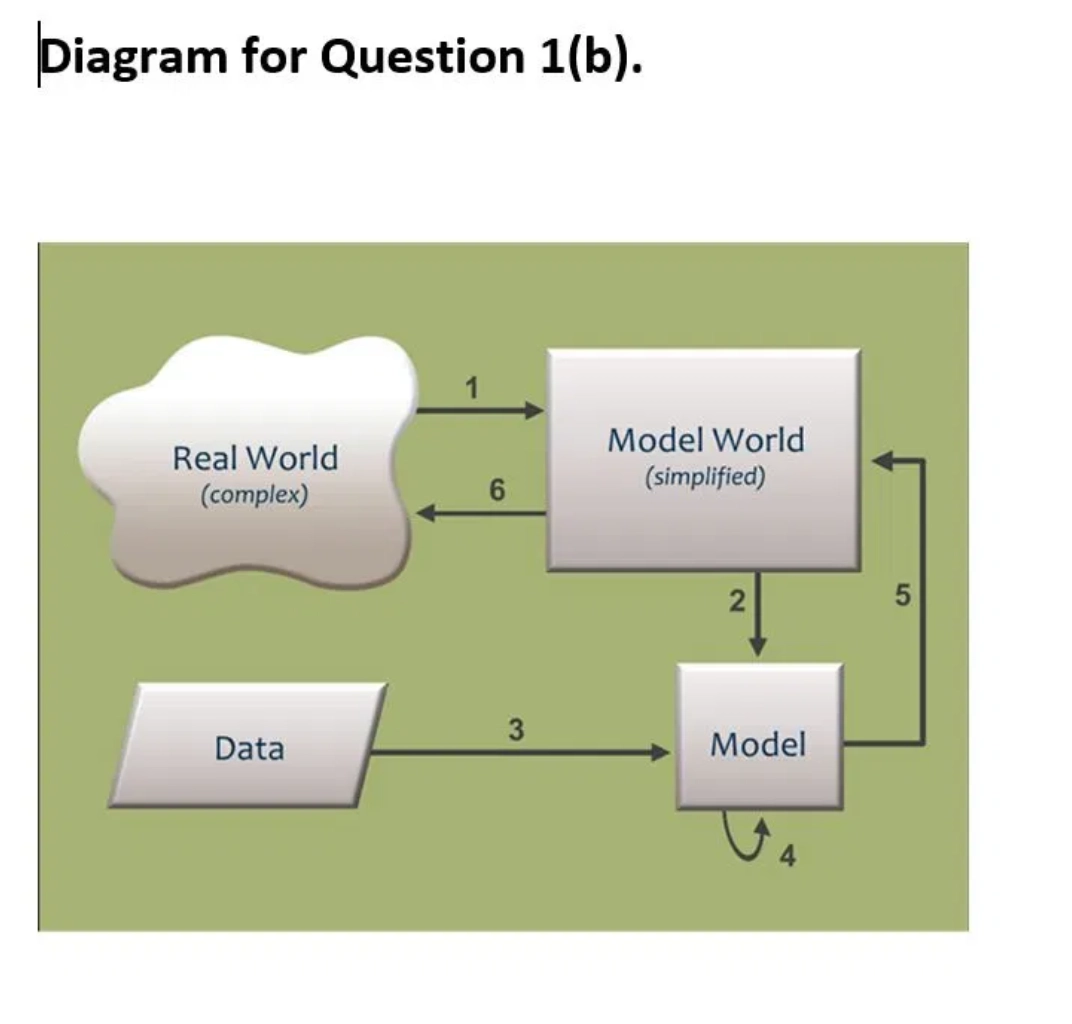 Diagram for Question 1(b).
1
Real World
(complex)
Model World
(simplified)
6
2
5
Data
3
Model
4